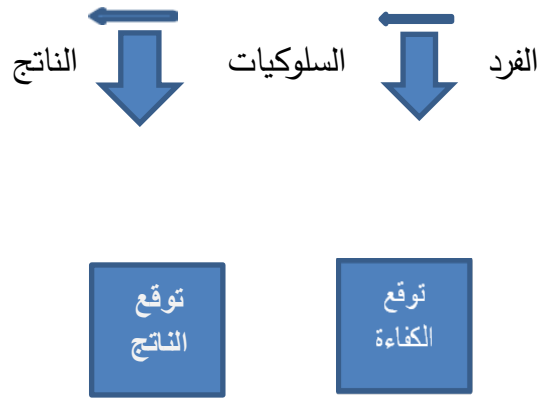 الفرد السلوكيات الناتج
توقع
الكفاءة
توقع
الناتج